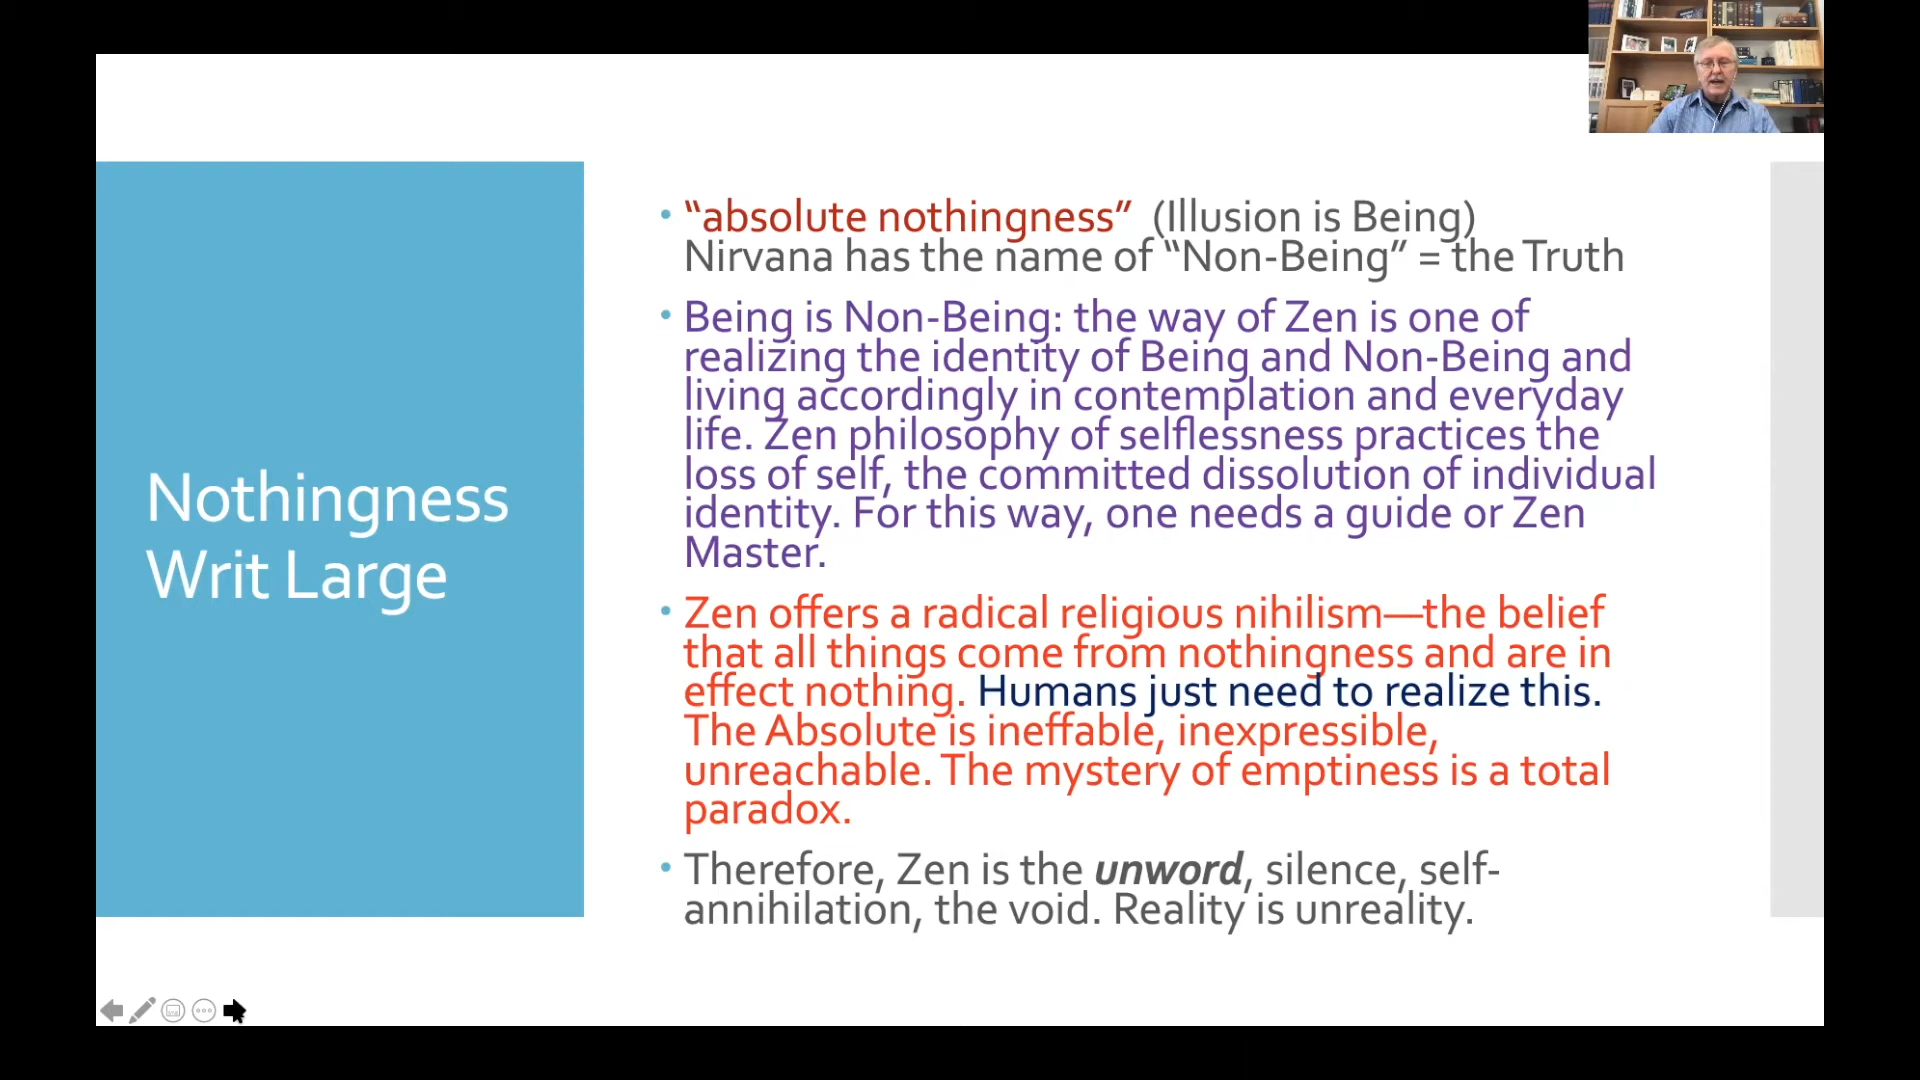 Nothingness
Writ Large
• “absolute nothingness” (Illusion is Being)
Nirvana has the name of “Non-Being” = the Truth
• Being is Non-Being: the way of Zen is one of
realizing the identity of Being and Non-Being and
living accordingly in contemplation and everyday
life. Zen philosophy of selflessness practices the
loss of self, the committed dissolution of individual
identity. For this way, one needs a guide or Zen
Master.
• Zen offers a radical religious nihilism—the belief
that all things come from nothingness and are in
effect nothing. Humans just need to realize this.
The Absolute is ineffable, inexpressible,
unreachable. The mystery of emptiness is a total
paradox.
• Therefore, Zen is the unword, silence, self-
annihilation, the void. Reality is unreality.